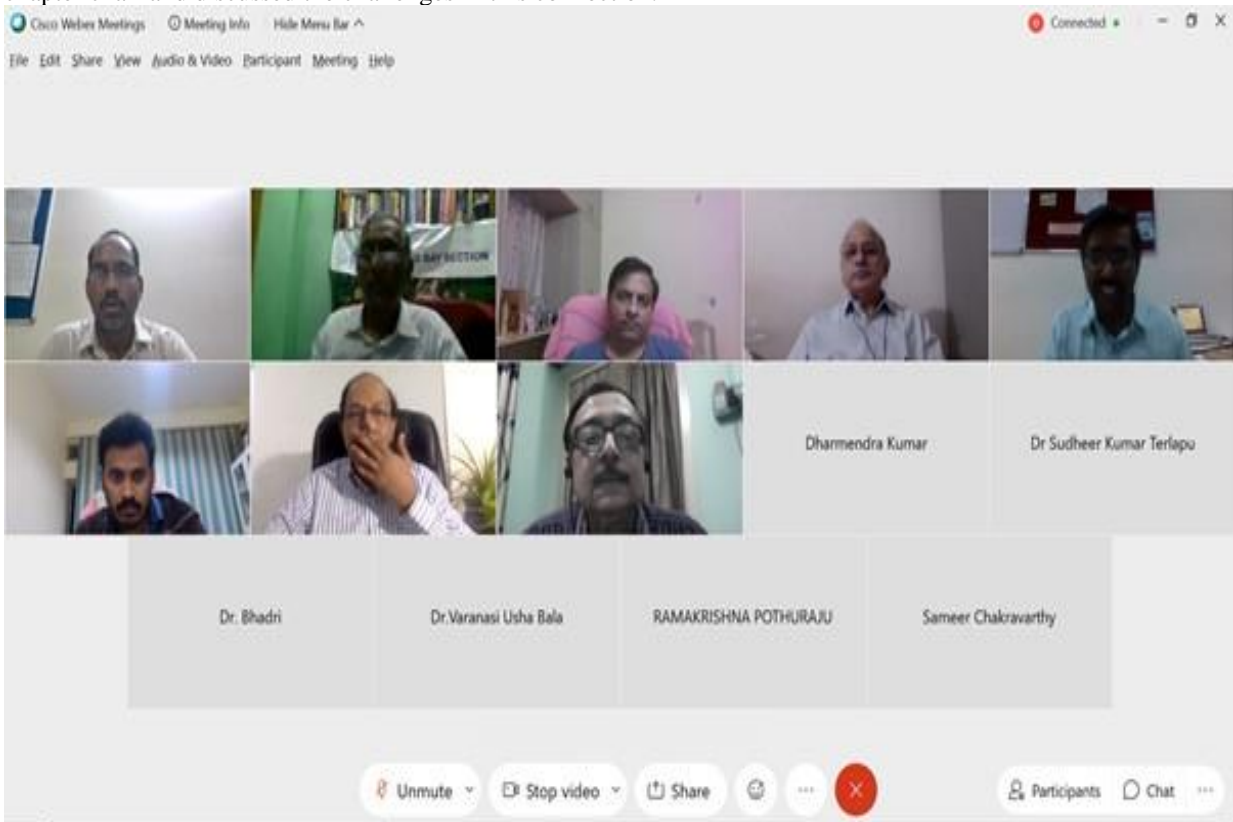 Cisco Webex Meetings Meeting Info Hide Menu Bar Connected
File Edit Share View Audio & Video Participant Meeting Help
BAY SECTION
Dharmendra Kumar
Dr Sudheer Kumar Terlapu
Dr. Bhadri
Dr.Varanasi Usha Bala
RAMAKRISHNA POTHURAJU
Sameer Chakravarthy
Unmute Stop video Share Participants Chat